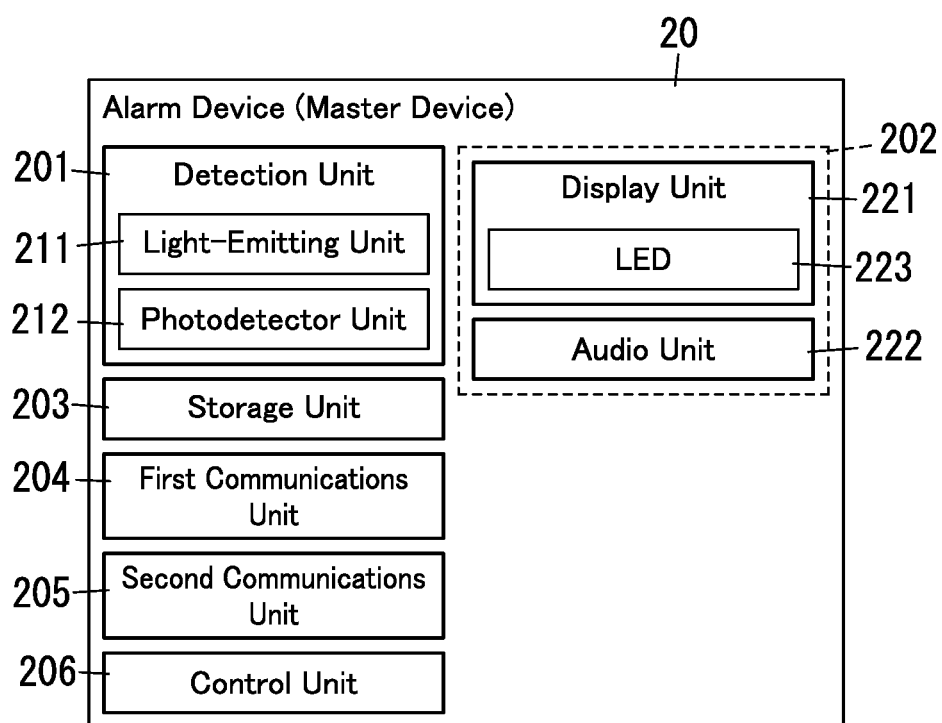 20
Alarm Device (Master Device)
201
Detection Unit
211
Light-Emitting Unit
212
Photodetector Unit
202
Display Unit
221
LED
223
Audio Unit
222
203
Storage Unit
204
First Communications
Unit
205
Second Communications
Unit
206
Control Unit